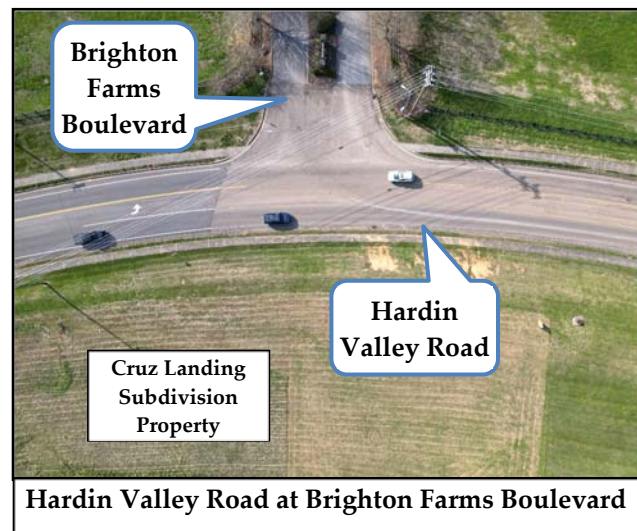 Brighton
Farms
Boulevard
Hardin
Valley Road
Cruz Landing
Subdivision
Property
Hardin Valley Road at Brighton Farms Boulevard